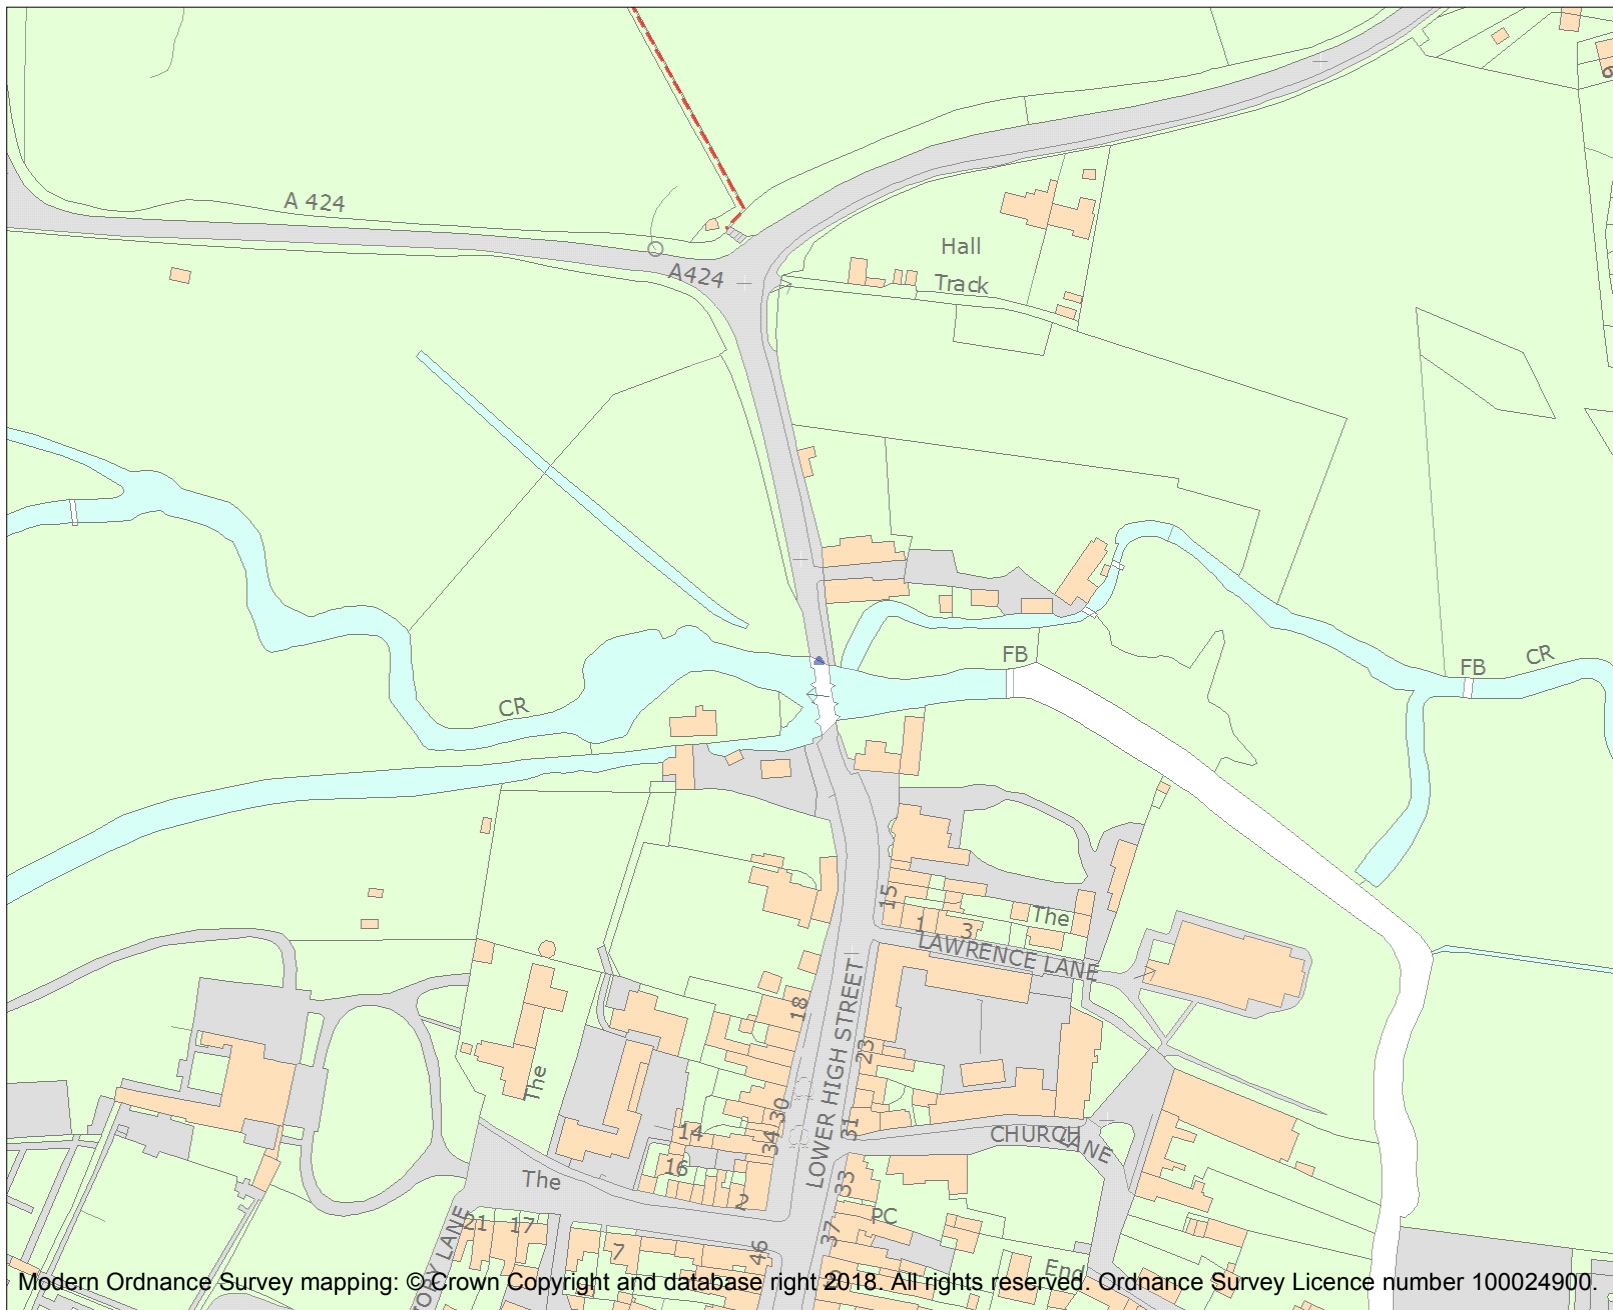 A 424
A424
Hall
Track
FB
CR
FB
CR
15
1
3
The
LAWRENCE LANE
18
LOWER HIGH STREET
23
The
30
34
31
14
16
CHURCH
LANE
The
2
33
21
17
7
PC
37
46
End
Modern Ordnance Survey mapping: © Crown Copyright and database right 2018. All rights reserved. Ordnance Survey Licence number 100024900.